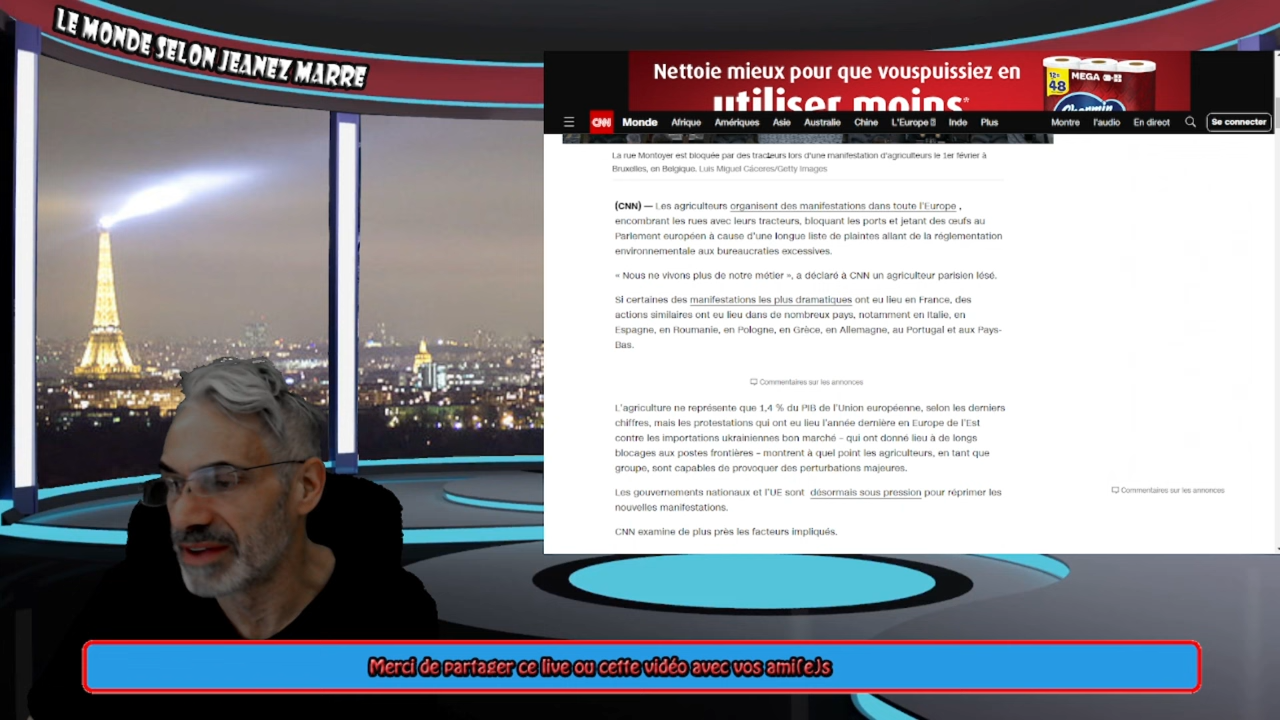 LE MONDE SELON JEANEZ MARRE
Nettoie mieux pour que vouspuissiez en
utiliser moins*
12=
48
MEGA
Charmin
CNN Monde Afrique Amériques Asie Australie Chine L'Europe Inde Plus Montre l'audio En direct Se connecter
La rue Montoyer est bloquée par des tracteurs lors d'une manifestation d'agriculteurs le 1er février à
Bruxelles, en Belgique. Luis Miguel Cáceres/Getty Images
(CNN) — Les agriculteurs organisent des manifestations dans toute l'Europe ,
encombrant les rues avec leurs tracteurs, bloquant les ports et jetant des œufs au
Parlement européen à cause d'une longue liste de plaintes allant de la réglementation
environnementale aux bureaucraties excessives.
« Nous ne vivons plus de notre métier », a déclaré à CNN un agriculteur parisien lésé.
Si certaines des manifestations les plus dramatiques ont eu lieu en France, des
actions similaires ont eu lieu dans de nombreux pays, notamment en Italie, en
Espagne, en Roumanie, en Pologne, en Grèce, en Allemagne, au Portugal et aux Pays-
Bas.
Commentaires sur les annonces
L'agriculture ne représente que 1,4 % du PIB de l'Union européenne, selon les derniers
chiffres, mais les protestations qui ont eu lieu l'année dernière en Europe de l'Est
contre les importations ukrainiennes bon marché - qui ont donné lieu à de longs
blocages aux postes frontières - montrent à quel point les agriculteurs, en tant que
groupe, sont capables de provoquer des perturbations majeures.
Les gouvernements nationaux et l'UE sont désormais sous pression pour réprimer les
nouvelles manifestations.
Commentaires sur les annonces
CNN examine de plus près les facteurs impliqués.
Merci de partager ce live ou cette vidéo avec vos ami(e)s